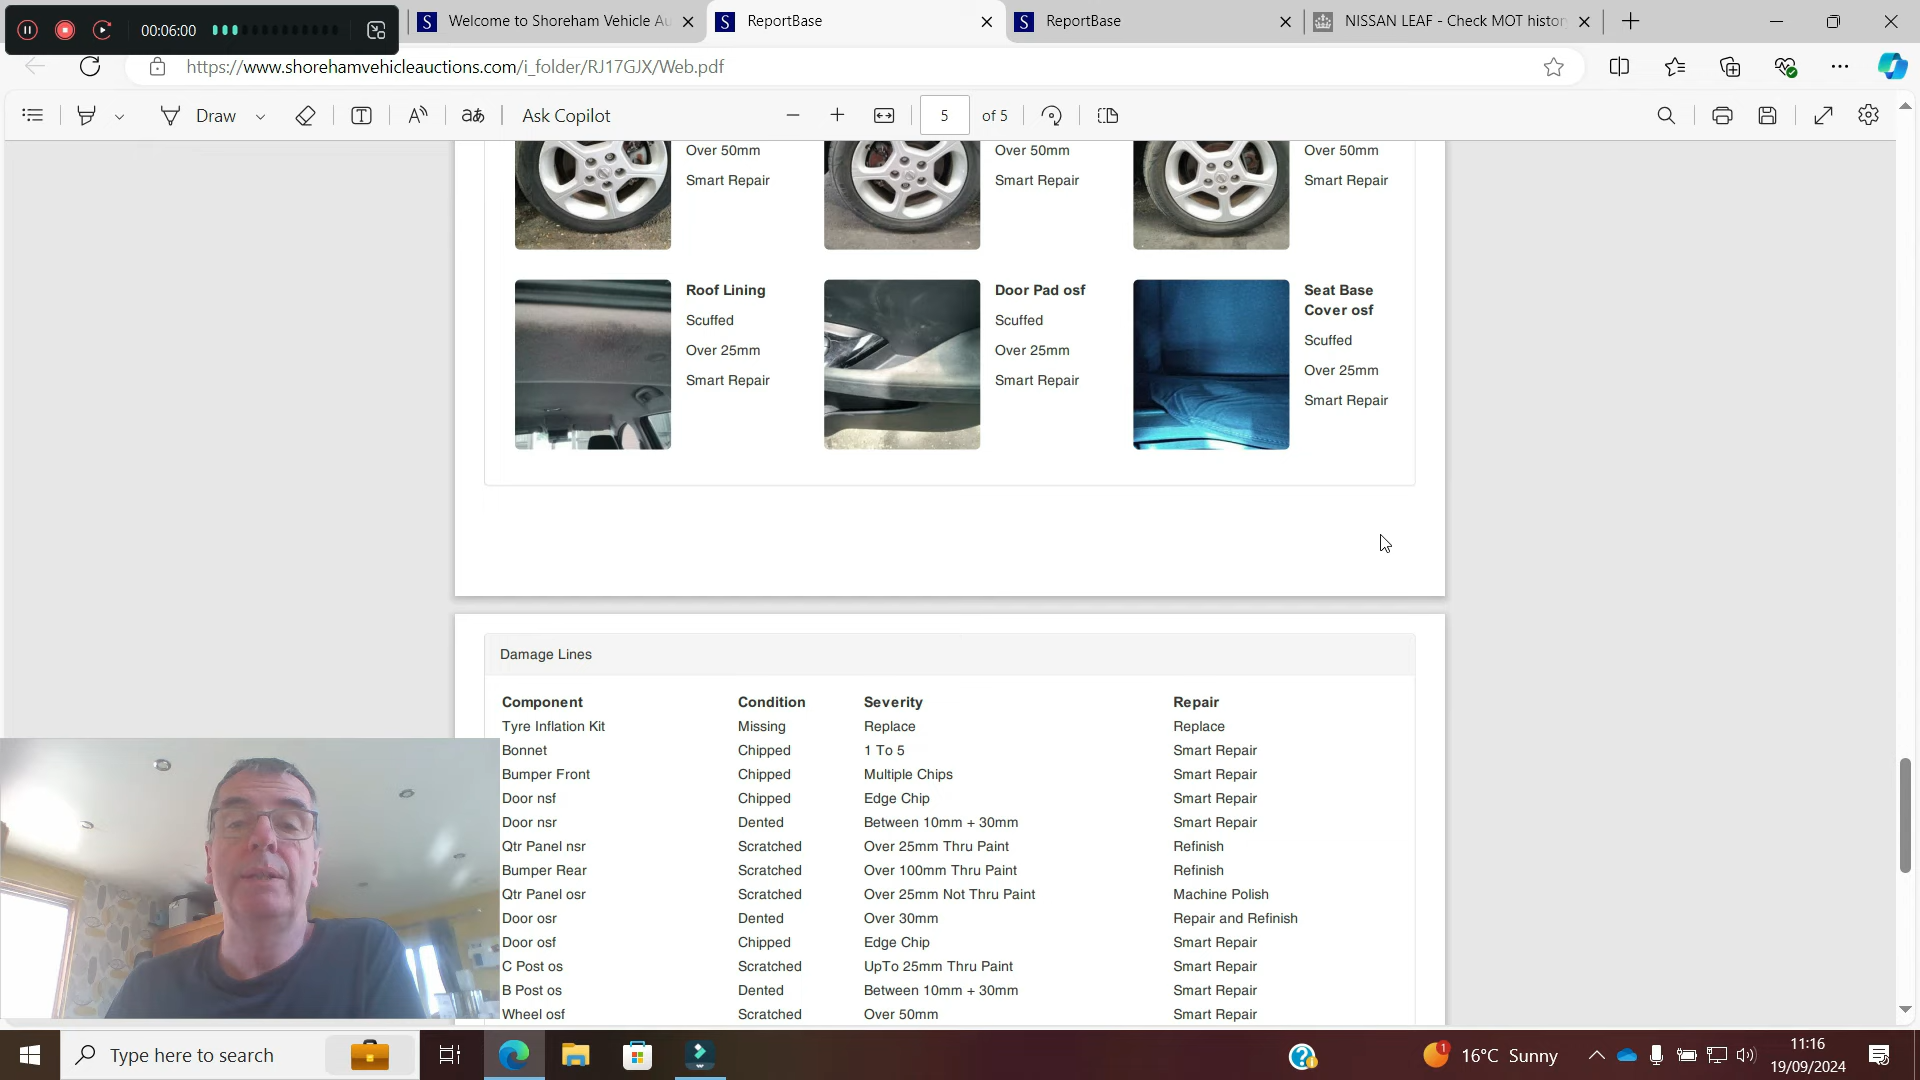 00:06:00
Welcome to Shoreham Vehicle Au
ReportBase
ReportBase
NISSAN LEAF - Check MOT histor
https://www.shorehamvehicleauctions.com/i_folder/RJ17GJX/Web.pdf
Draw
Ask Copilot
5
of 5
Over 50mm
Smart Repair
Over 50mm
Smart Repair
Over 50mm
Smart Repair
Roof Lining
Scuffed
Over 25mm
Smart Repair
Door Pad osf
Scuffed
Over 25mm
Smart Repair
Seat Base
Cover osf
Scuffed
Over 25mm
Smart Repair
Damage Lines
Component Condition Severity Repair
Tyre Inflation Kit Missing Replace Replace
Bonnet Chipped 1 To 5 Smart Repair
Bumper Front Chipped Multiple Chips Smart Repair
Door nsf Chipped Edge Chip Smart Repair
Door nsr Dented Between 10mm + 30mm Smart Repair
Qtr Panel nsr Scratched Over 25mm Thru Paint Refinish
Bumper Rear Scratched Over 100mm Thru Paint Refinish
Qtr Panel osr Scratched Over 25mm Not Thru Paint Machine Polish
Door osr Dented Over 30mm Repair and Refinish
Door osf Chipped Edge Chip Smart Repair
C Post os Scratched UpTo 25mm Thru Paint Smart Repair
B Post os Dented Between 10mm + 30mm Smart Repair
Wheel osf Scratched Over 50mm Smart Repair
Type here to search
1
16°C Sunny
11:16
19/09/2024